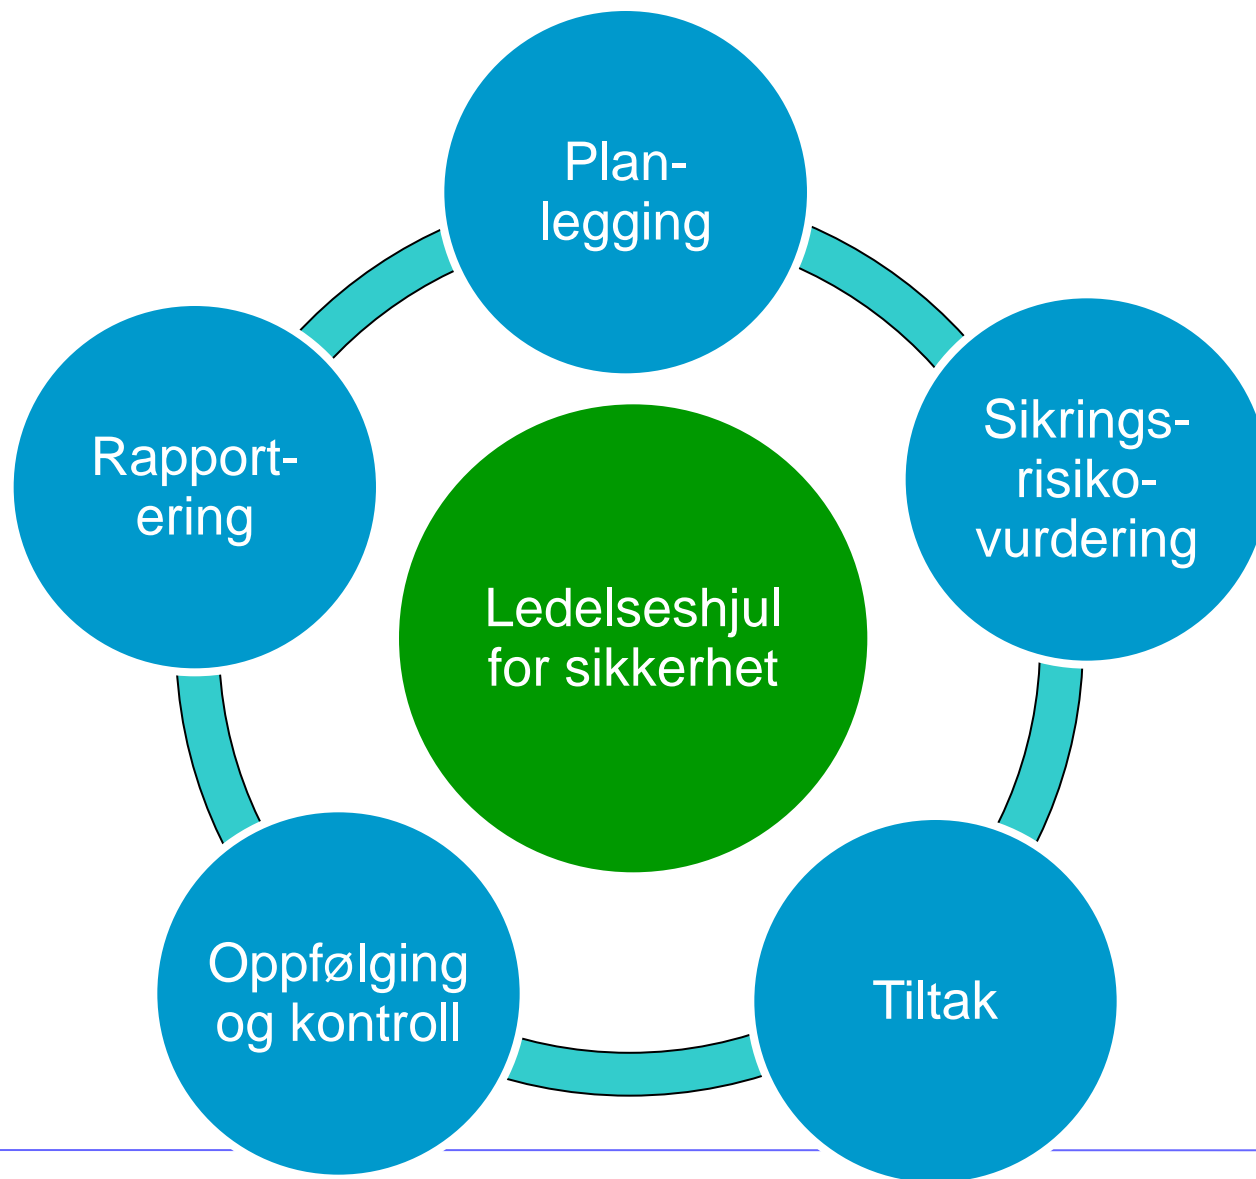 Plan-
legging
Sikrings-
risiko-
vurdering
Tiltak
Oppfølging
og kontroll
Rapport-
ering
Ledelseshjul
for sikkerhet